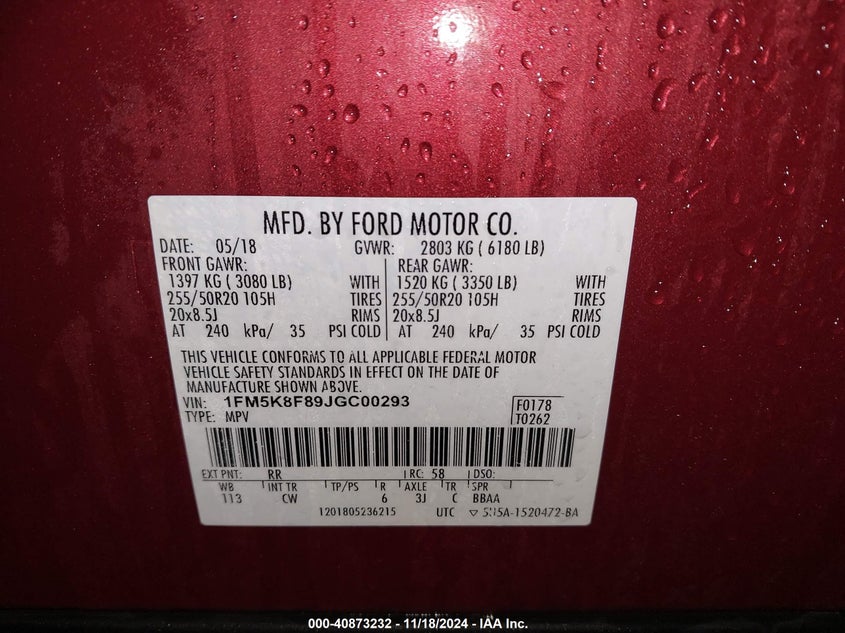 MFD. BY FORD MOTOR CO.
DATE: 05/18 GVWR: 2803 KG ( 6180 LB)
FRONT GAWR: REAR GAWR:
1397 KG ( 3080 LB) WITH 1520 KG ( 3350 LB) WITH
255/50R20 105H TIRES 255/50R20 105H TIRES
20x8.5J RIMS 20x8.5J RIMS
AT 240 kPa/ 35 PSI COLD AT 240 kPa/ 35 PSI COLD
THIS VEHICLE CONFORMS TO ALL APPLICABLE FEDERAL MOTOR
VEHICLE SAFETY STANDARDS IN EFFECT ON THE DATE OF
MANUFACTURE SHOWN ABOVE.
VIN: 1FM5K8F89JGC00293 F0178
TYPE: MPV T0262
EXT PNT: RR RC: 58 DSO:
WB INT TR TP/PS R AXLE TR SPR
113 CW 6 3J C BBAA
1201805236215 UTC ▽ 5U5A-1520472-BA
000-40873232 - 11/18/2024 - IAA Inc.